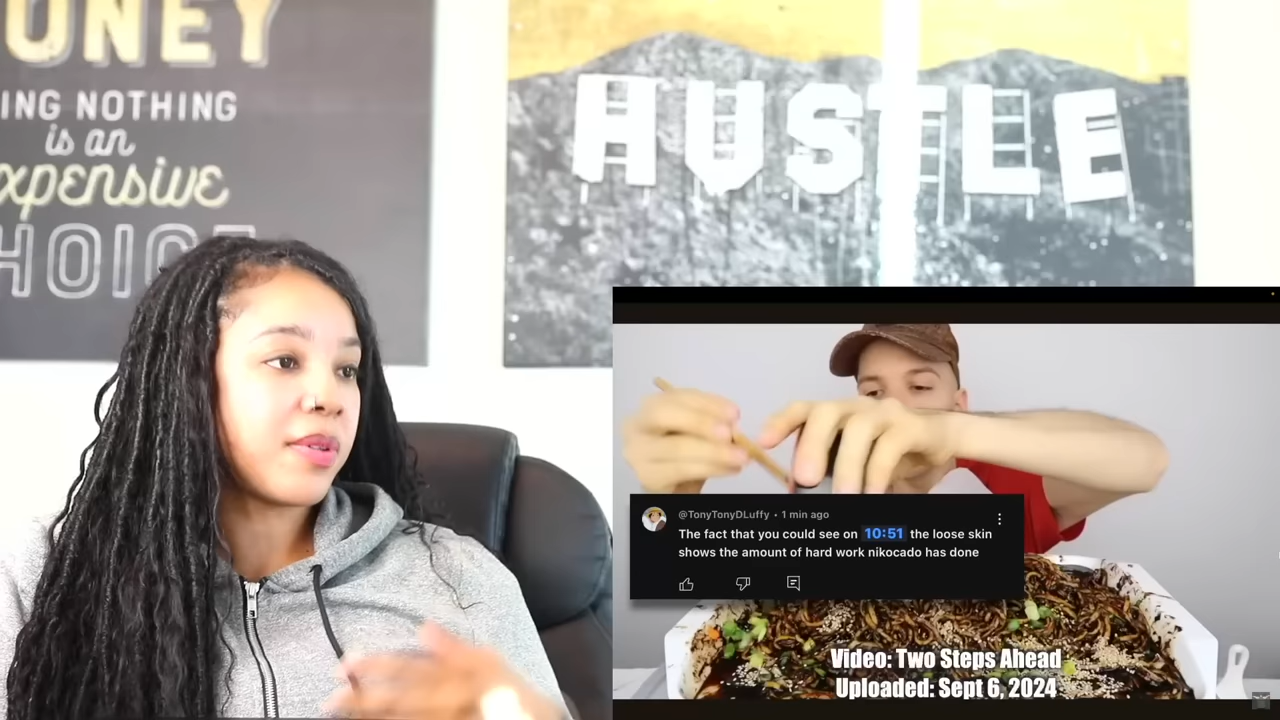 ONEY
ING NOTHING
is an
xpensive
HOICE
HUSTLE
@TonyTonyDLuffy • 1 min ago
The fact that you could see on 10:51 the loose skin
shows the amount of hard work nikocado has done
Video: Two Steps Ahead
Uploaded: Sept 6, 2024